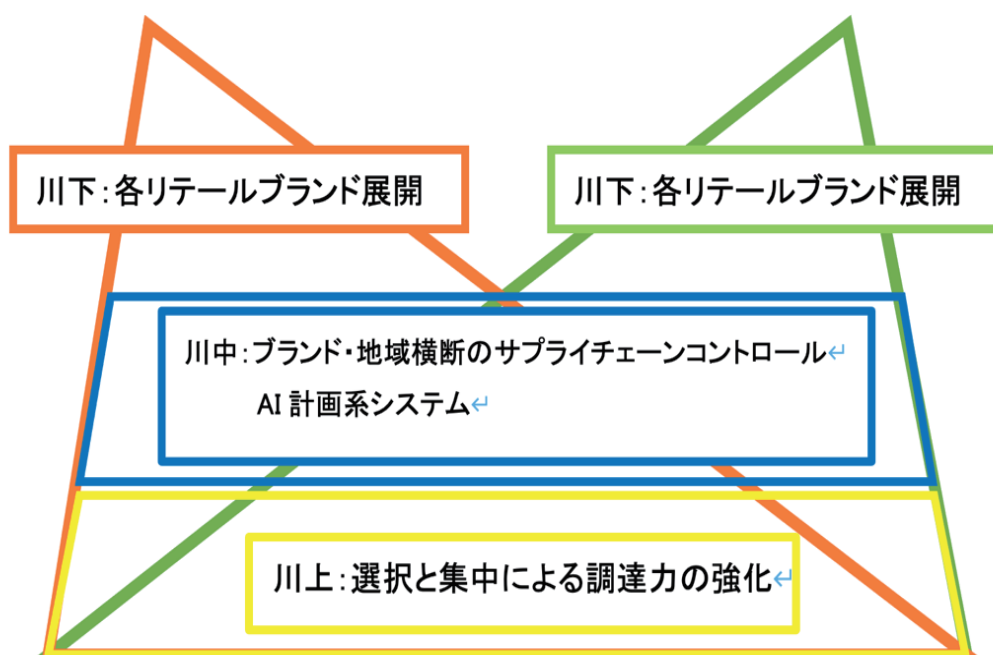 川下：各リテールブランド展開
川下：各リテールブランド展開
川中：ブランド・地域横断のサプライチェーンコントロール↵
AI 計画系システム↵
川上：選択と集中による調達力の強化↵